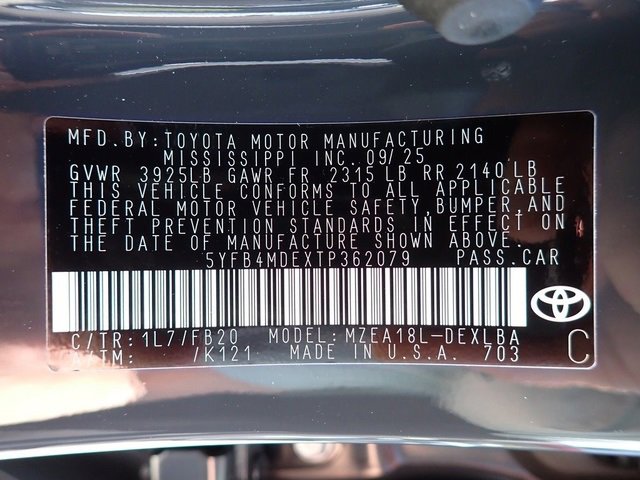 MFD. BY: TOYOTA MOTOR MANUFACTURING
MISSISSIPPI INC. 09/25
GVWR 3925LB GAWR FR 2315 LB RR 2140 LB
THIS VEHICLE CONFORMS TO ALL APPLICABLE
FEDERAL MOTOR VEHICLE SAFETY, BUMPER, AND
THEFT PREVENTION STANDARDS IN EFFECT ON
THE DATE OF MANUFACTURE SHOWN ABOVE.
5YFB4MDEXTP362079 PASS. CAR
C/TR: 1L7/FB20 MODEL: MZEA18L-DEXLBA
A/TM: /K121 MADE IN U.S.A. 703 C